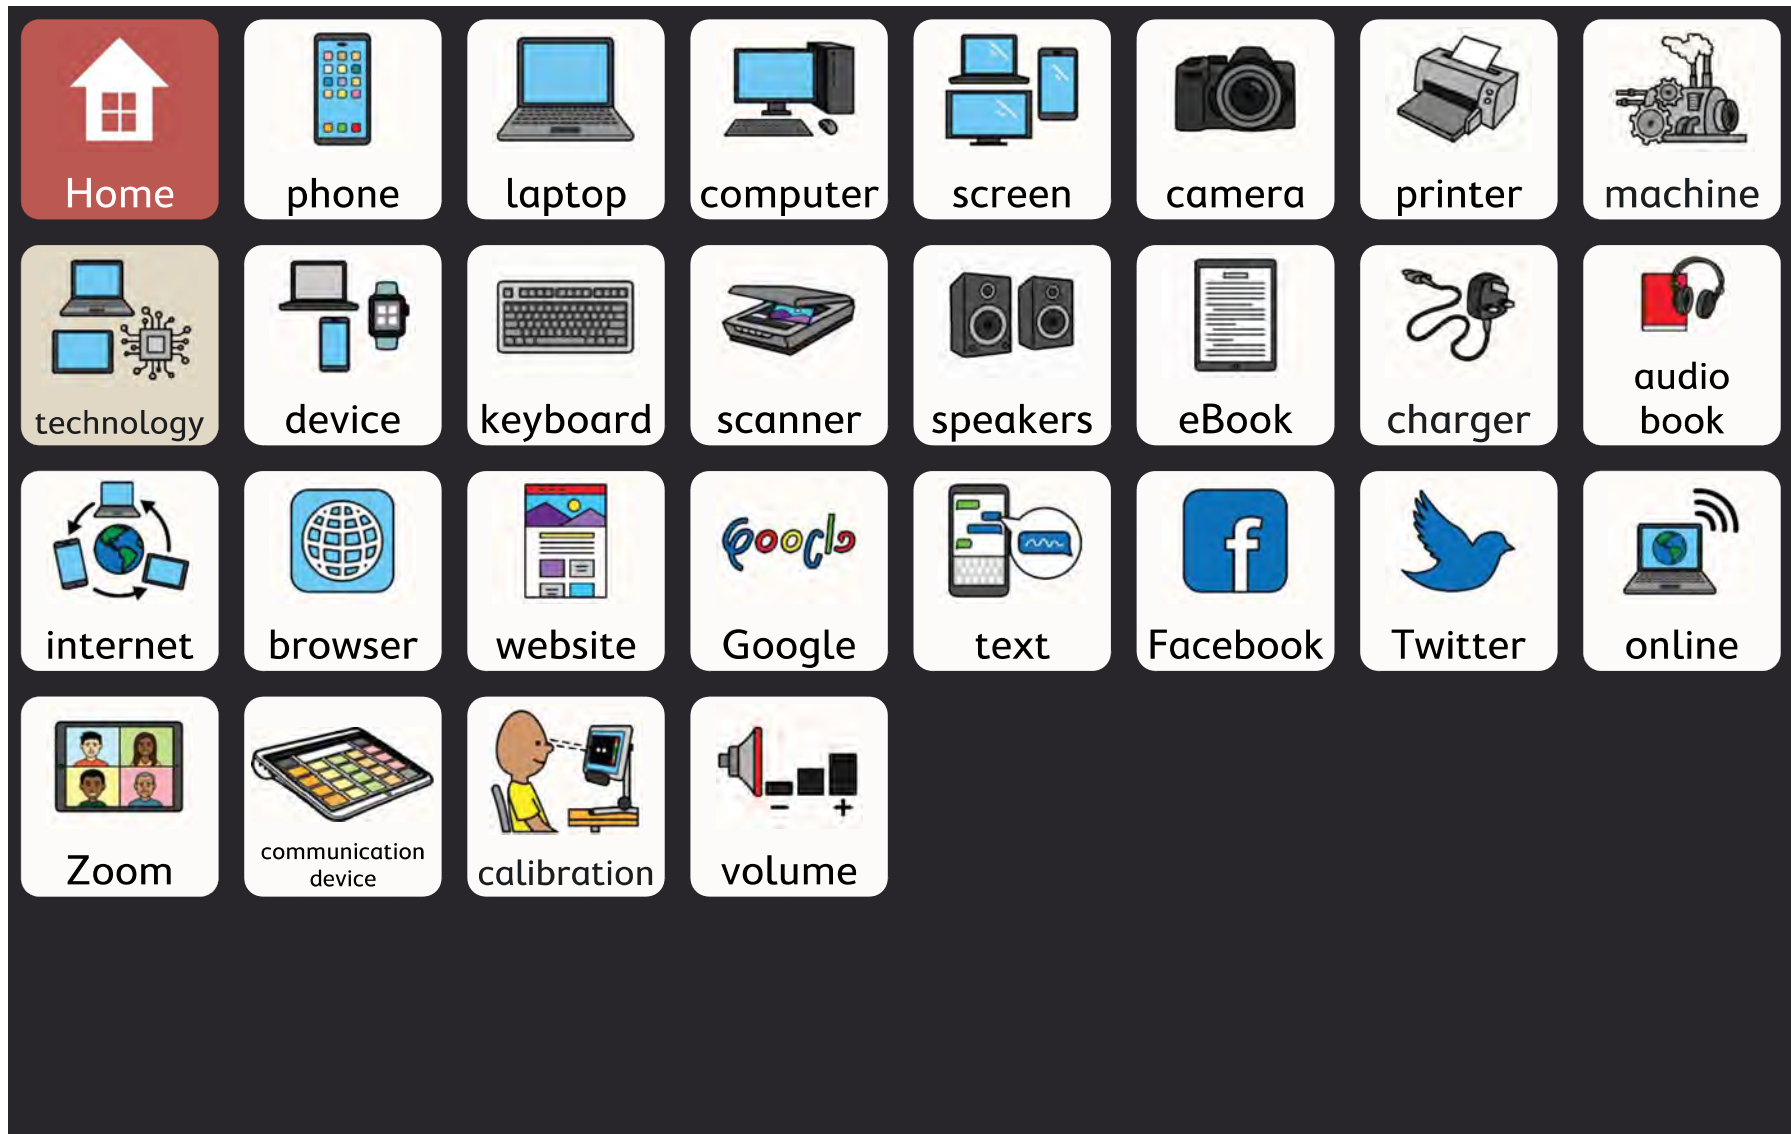 Home
phone
laptop
computer
screen
camera
printer
machine
technology
device
keyboard
scanner
speakers
eBook
charger
audio
book
internet
browser
website
Google
text
Facebook
Twitter
online
Zoom
communication
device
calibration
volume